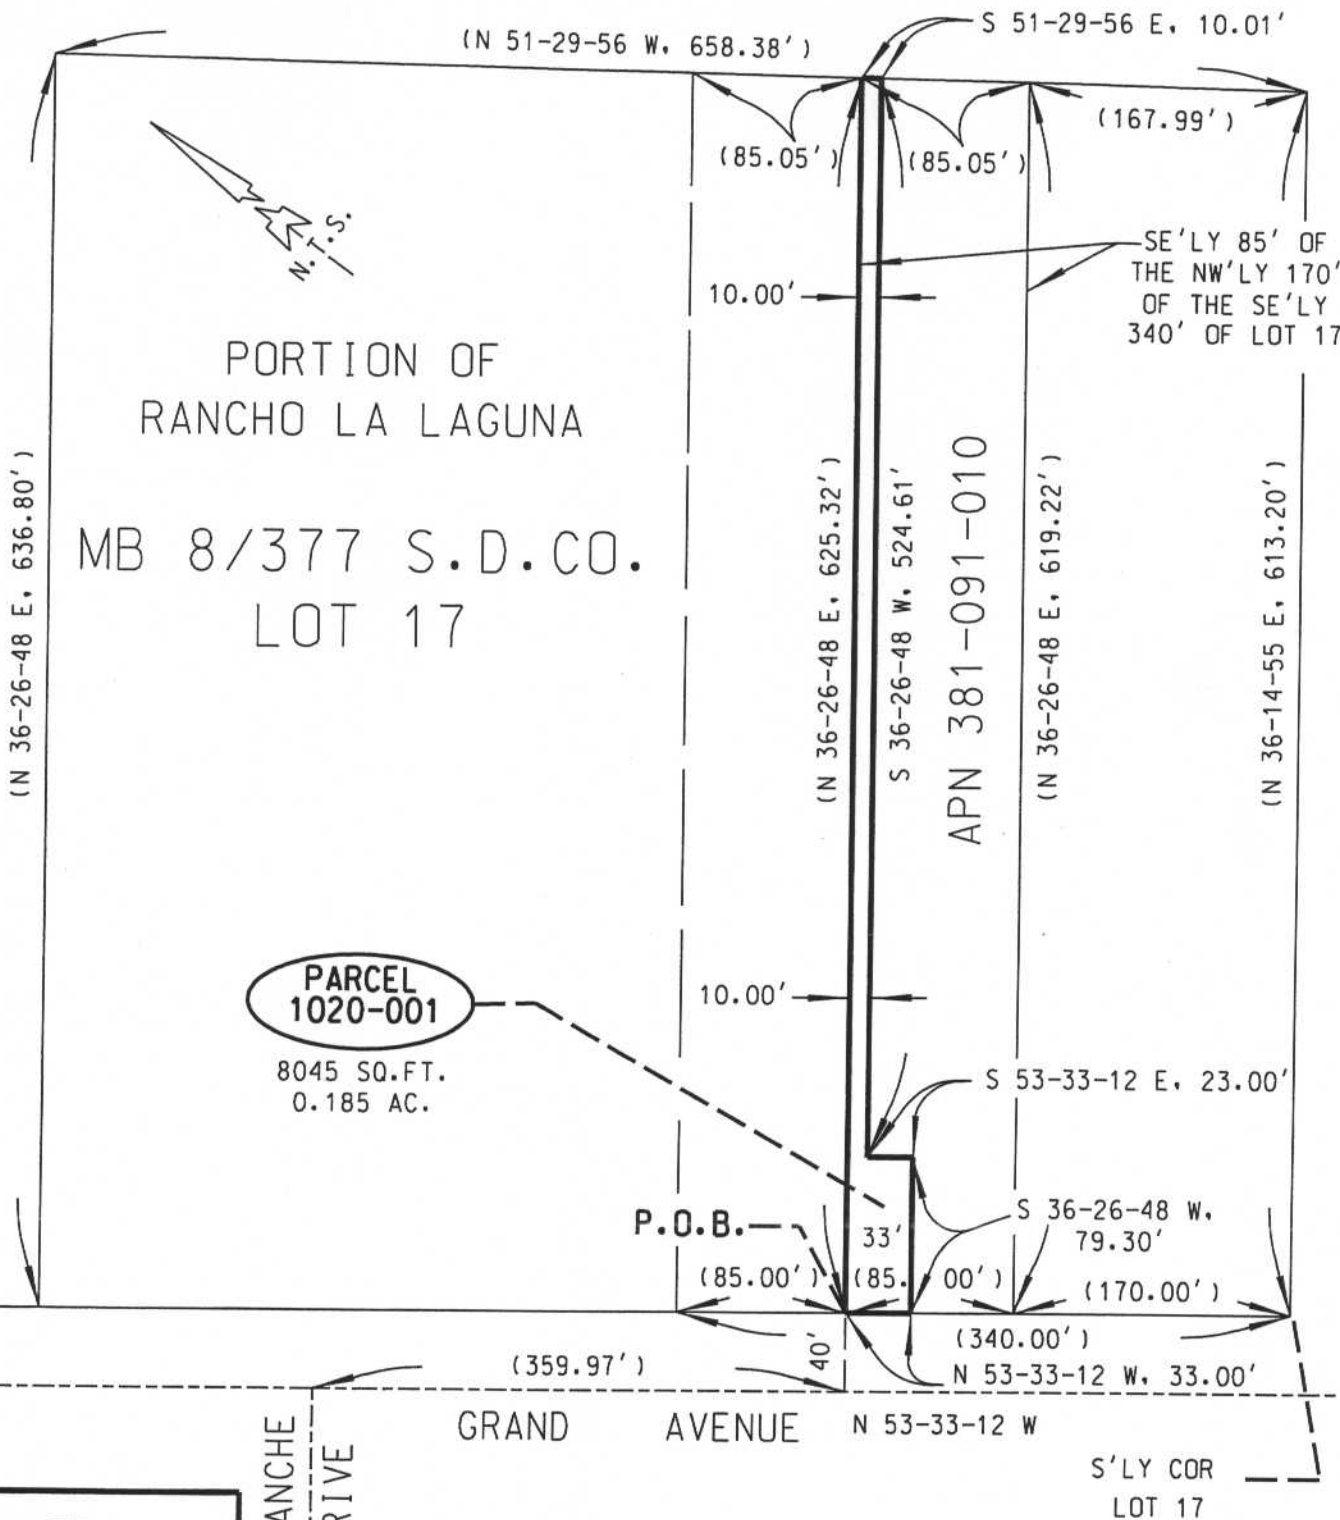 S 51-29-56 E, 10.01'
(N 51-29-56 W, 658.38')
(167.99')
(85.05')
(85.05')
N.T.S.
SE'LY 85' OF
THE NW'LY 170'
OF THE SE'LY
340' OF LOT 17
10.00'
PORTION OF
RANCHO LA LAGUNA
MB 8/377 S.D.CO.
LOT 17
(N 36-26-48 E, 636.80')
(N 36-26-48 E, 625.32')
S 36-26-48 W, 524.61'
APN 381-091-010
(N 36-26-48 E, 619.22')
(N 36-14-55 E, 613.20')
PARCEL
1020-001
8045 SQ.FT.
0.185 AC.
10.00'
S 53-33-12 E, 23.00'
S 36-26-48 W,
79.30'
P.O.B.
33'
(85.00')
(85.00')
(170.00')
(340.00')
40'
(359.97')
N 53-33-12 W, 33.00'
GRAND AVENUE
N 53-33-12 W
S'LY COR
LOT 17